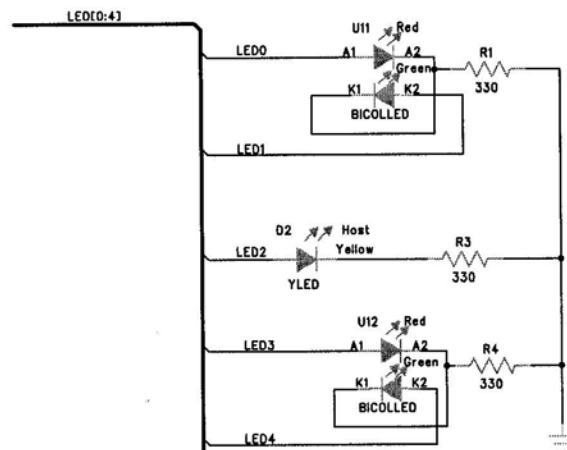 LED[0:4]
U11 Red
LED0 A1 A2 R1
Green
K1 K2 330
BICOLLED
LED1
D2 Host
LED2 Yellow R3
YLED 330
U12 Red
LED3 A1 A2 R4
Green
K1 K2 330
BICOLLED
LED4